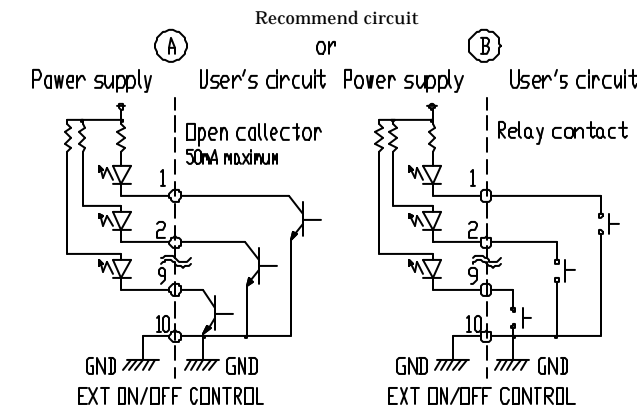 Recommend circuit
A or B
Pawer supply User's circuit Power supply User's circuit
Open callector
50mA maximum
Relay contact
1
2
9
10
GND GND
EXT ON/OFF CONTROL
1
2
9
10
GND GND
EXT ON/OFF CONTROL